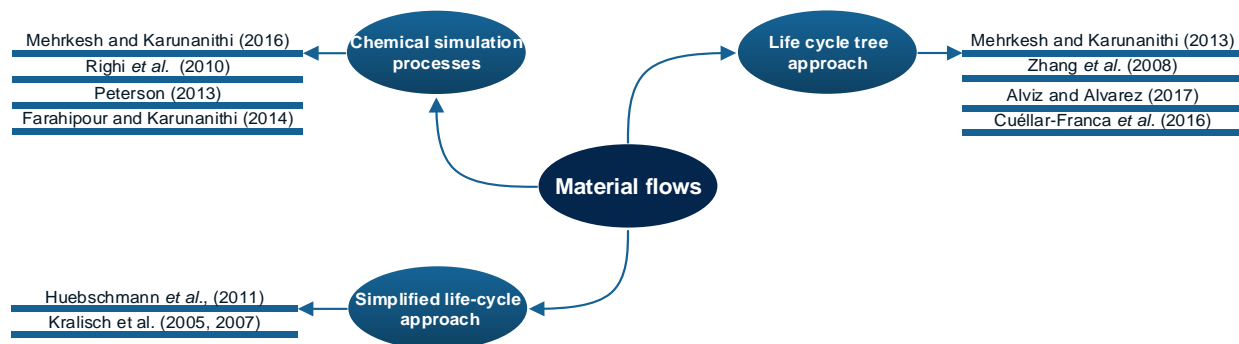 Chemical simulation
processes
Mehrkesh and Karunanithi (2016)
Righi et al. (2010)
Peterson (2013)
Farahipour and Karunanithi (2014)
Life cycle tree
approach
Mehrkesh and Karunanithi (2013)
Zhang et al. (2008)
Alviz and Alvarez (2017)
Cuéllar-Franca et al. (2016)
Material flows
Simplified life-cycle
approach
Huebschmann et al., (2011)
Kralisch et al. (2005, 2007)